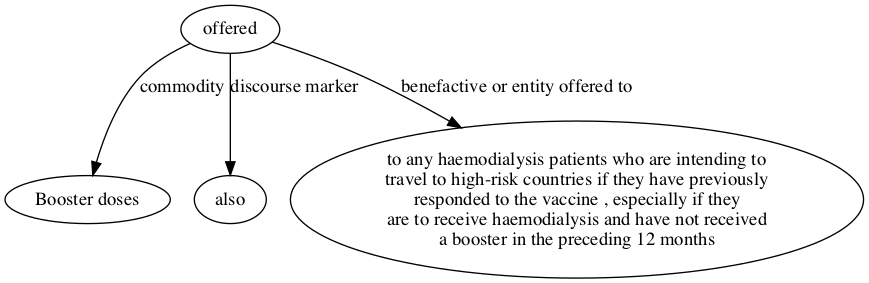 offered
commodity
discourse marker
benefactive or entity offered to
Booster doses
also
to any haemodialysis patients who are intending to
travel to high-risk countries if they have previously
responded to the vaccine , especially if they
are to receive haemodialysis and have not received
a booster in the preceding 12 months